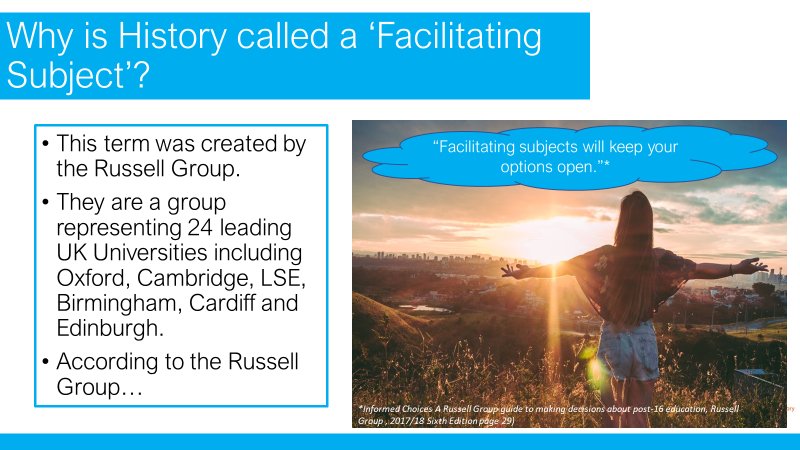 Why is History called a ‘Facilitating
Subject’?
• This term was created by
the Russell Group.
• They are a group
representing 24 leading
UK Universities including
Oxford, Cambridge, LSE,
Birmingham, Cardiff and
Edinburgh.
• According to the Russell
Group…
“Facilitating subjects will keep your
options open.”*
*Informed Choices A Russell Group guide to making decisions about post-16 education, Russell
Group , 2017/18 Sixth Edition page 29)